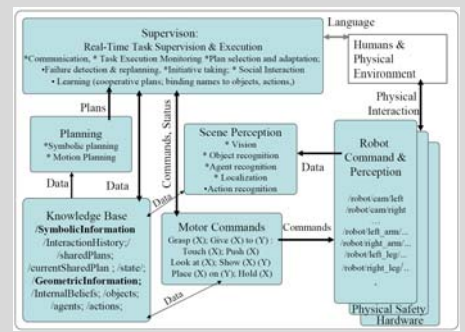 Supervison:
Real-Time Task Supervision & Execution
*Communication, * Task Execution Monitoring *Plan selection and adaptation;
•Failure detection & replanning, *Initiative taking; * Social Interaction
• Learning (cooperative plans; binding names to objects, actions,)
Language
Humans &
Physical
Environment
Physical
Interaction
Plans
Commands, Status
Planning
*Symbolic planning
* Motion Planning
Scene Perception
* Vision
* Object recognition
*Agent recognition
* Localization
•Action recognition
Data
Robot
Command &
Perception
/robot/cam/left
/robot/cam/right
...
/robot/left_arm/...
/robot/right_arm/...
/robot/left_leg/...
/robot/right_leg/...
Physical Safety
Hardware
Data
Data
Data
Knowledge Base
/SymbolicInformation
/InteractionHistory;/
/sharedPlans;
/currentSharedPlan ; /state/;
/GeometricInformation;
/InternalBeliefs; /objects;
/agents; /actions;
Motor Commands
Grasp (X); Give (X) to (Y) ;
Touch (X); Push (X)
Look at (X); Show (X) (Y)
Place (X) on (Y); Hold (X)
Commands
Data